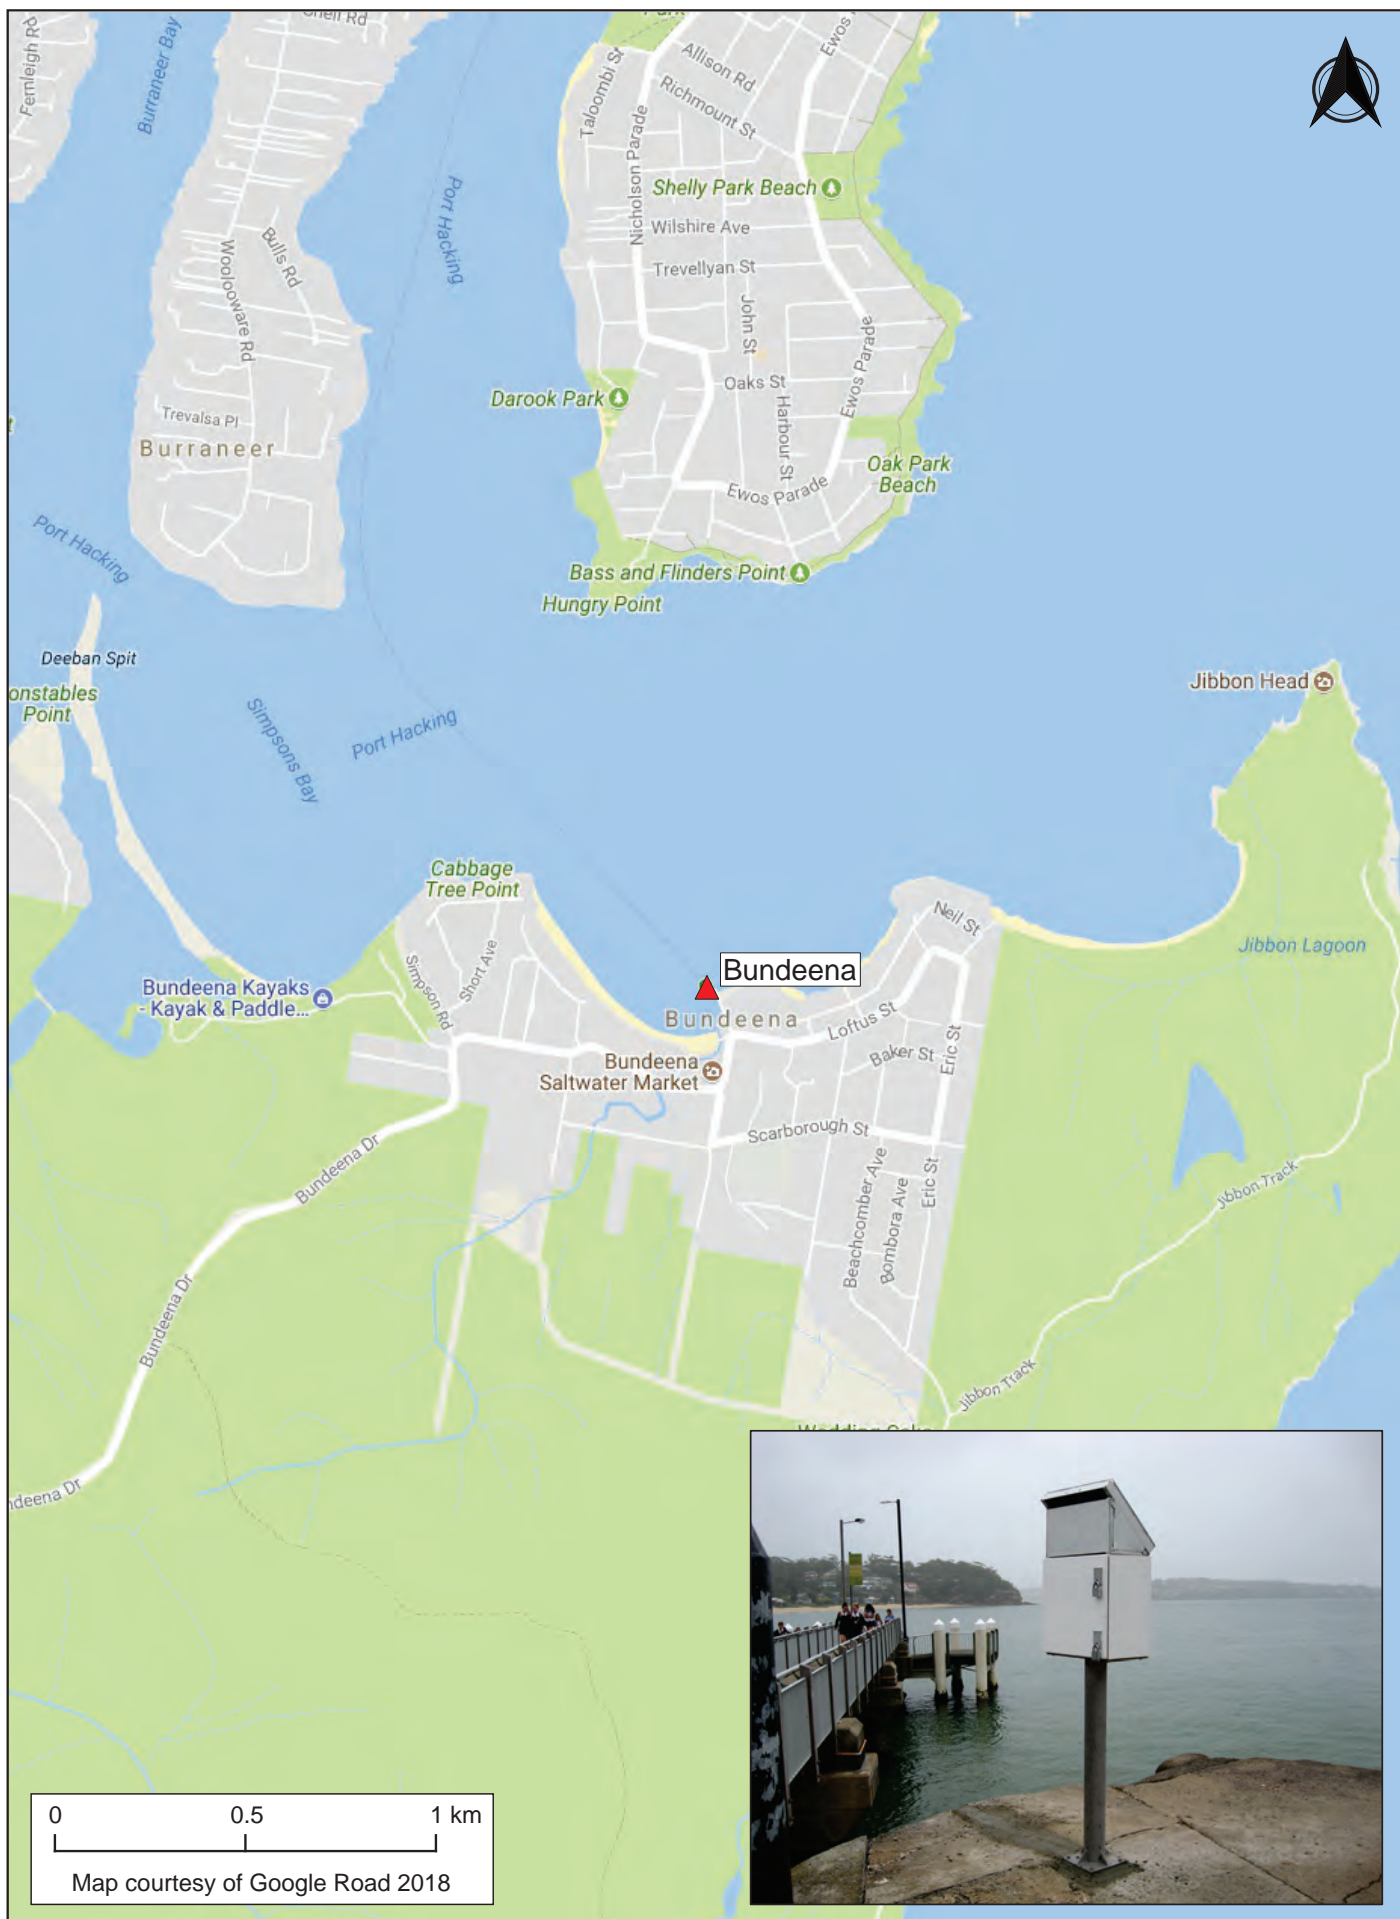 Shell Rd
Park
Fernleigh Rd
Burraneer Bay
Ewos
Allison Rd
Taloombi St
Richmount St
Nicholson Parade
Port Hacking
Shelly Park Beach
Wilshire Ave
Bulls Rd
Woolooware Rd
Trevellyan St
John St
Ewos Parade
Oaks St
Darook Park
Harbour St
Trevalsa Pl
Burraneer
Oak Park
Beach
Ewos Parade
Port Hacking
Bass and Flinders Point
Hungry Point
Deeban Spit
onstables
Point
Jibbon Head
Simpsons Bay
Port Hacking
Cabbage
Tree Point
Neil St
Jibbon Lagoon
Short Ave
Simpson Rd
Bundeena
Bundeena Kayaks
- Kayak & Paddle...
Bundeena
Loftus St
Eric St
Baker St
Bundeena
Saltwater Market
Scarborough St
Bundeena Dr
Beachcomber Ave
Bombora Ave
Eric St
Jibbon Track
Bundeena Dr
Jibbon Track
ndeena Dr
0 0.5 1 km
Map courtesy of Google Road 2018